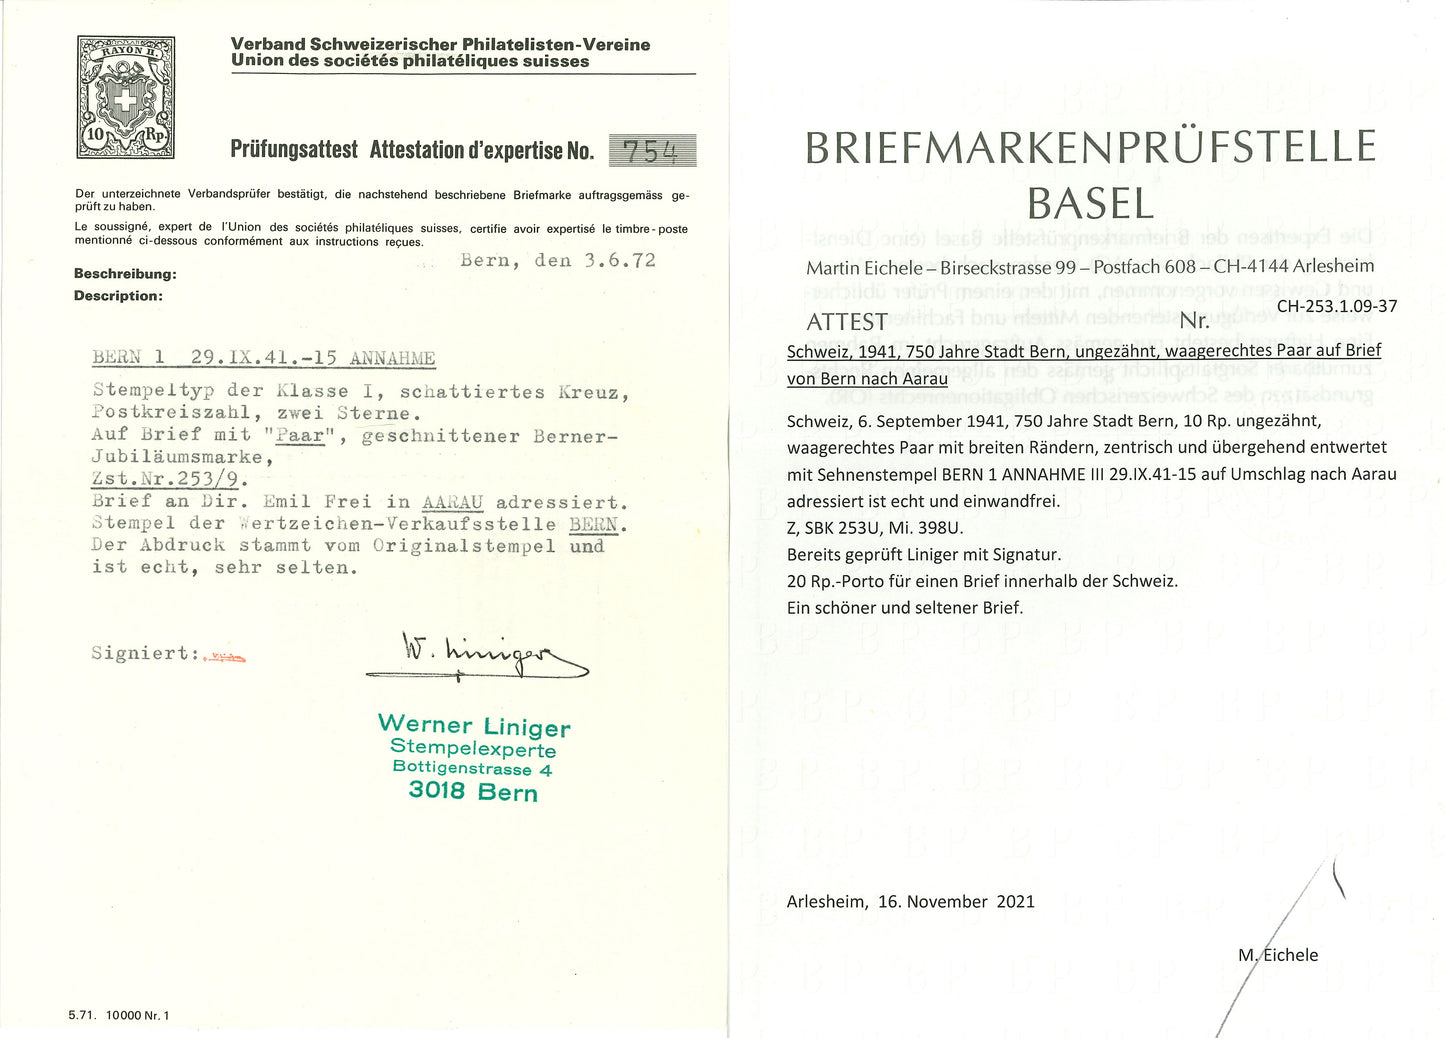 RAYON II.
10 Rp.
Verband Schweizerischer Philatelisten-Vereine
Union des sociétés philatéliques suisses
Prüfungsattest Attestation d'expertise No. 754
Der unterzeichnete Verbandsprüfer bestätigt, die nachstehend beschriebene Briefmarke auftragsgemäss ge-
prüft zu haben.
Le soussigné, expert de l'Union des sociétés philatéliques suisses, certifie avoir expertisé le timbre-poste
mentionné ci-dessous conformément aux instructions reçues.
Bern, den 3.6.72
Beschreibung:
Description:
BERN 1 29.IX.41.-15 ANNAHME
Stempeltyp der Klasse I, schattiertes Kreuz,
Postkreiszahl, zwei Sterne.
Auf Brief mit "Paar", geschnittener Berner-
Jubiläumsmarke,
Zst.Nr.253/9.
Brief an Dir. Emil Frei in AARAU adressiert.
Stempel der Wertzeichen-Verkaufsstelle BERN.
Der Abdruck stammt vom Originalstempel und
ist echt, sehr selten.
Signiert:
W. Liniger
Werner Liniger
Stempelexperte
Bottigenstrasse 4
3018 Bern
5.71. 10000 Nr. 1
BRIEFMARKENPRÜFSTELLE
BASEL
Martin Eichele – Birseckstrasse 99 – Postfach 608 – CH-4144 Arlesheim
ATTEST Nr. CH-253.1.09-37
Schweiz, 1941, 750 Jahre Stadt Bern, ungezähnt, waagerechtes Paar auf Brief
von Bern nach Aarau
Schweiz, 6. September 1941, 750 Jahre Stadt Bern, 10 Rp. ungezähnt,
waagerechtes Paar mit breiten Rändern, zentrisch und übergehend entwertet
mit Sehnenstempel BERN 1 ANNAHME III 29.IX.41-15 auf Umschlag nach Aarau
adressiert ist echt und einwandfrei.
Z, SBK 253U, Mi. 398U.
Bereits geprüft Liniger mit Signatur.
20 Rp.-Porto für einen Brief innerhalb der Schweiz.
Ein schöner und seltener Brief.
Arlesheim, 16. November 2021
M. Eichele